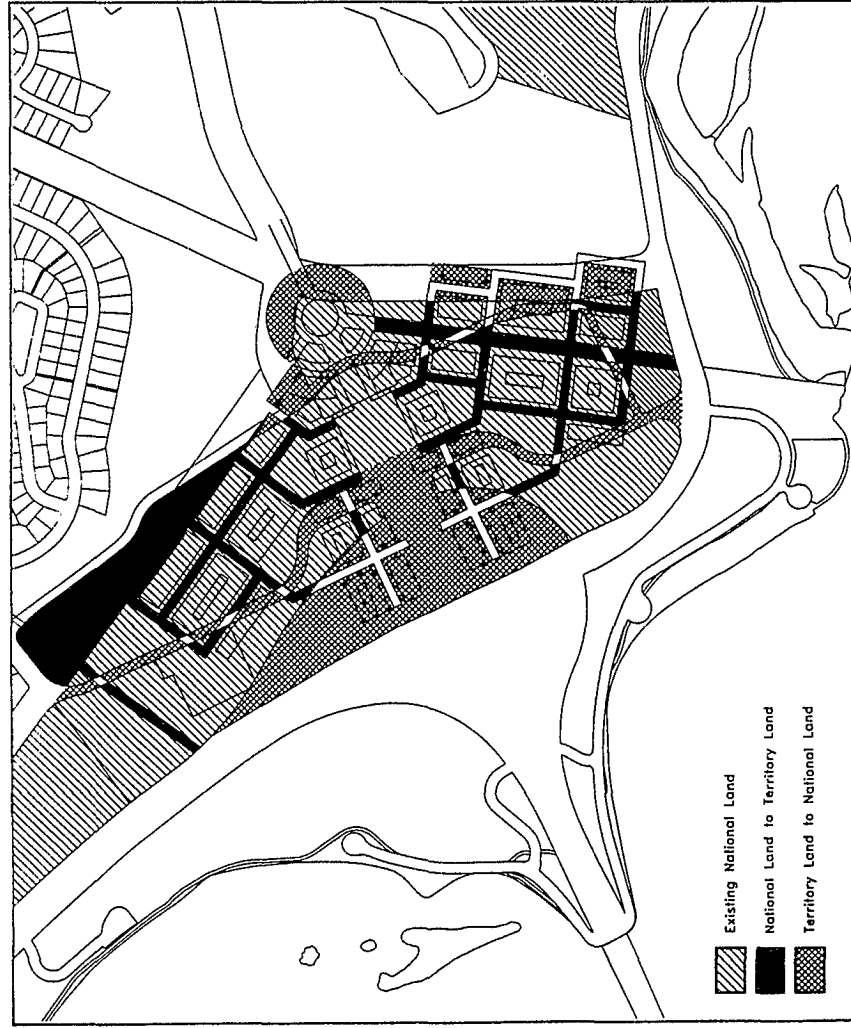 Existing National Land
National Land to Territory Land
Territory Land to National Land